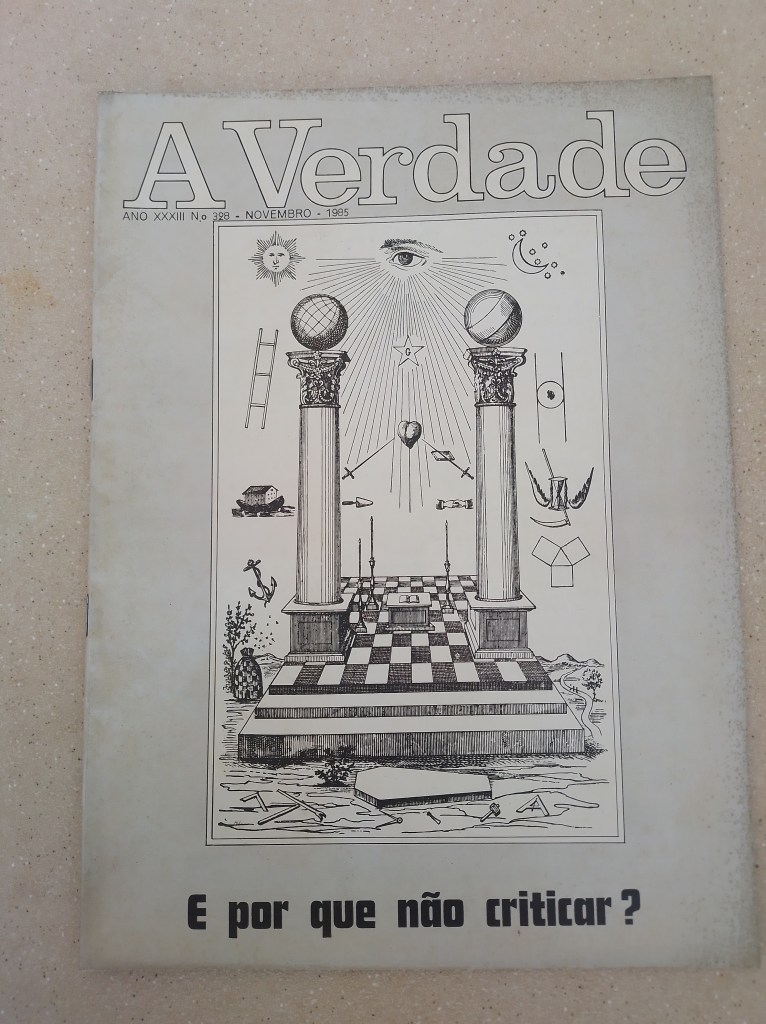 A Verdade
ANO XXXIII N.o 328 - NOVEMBRO - 1985
G
E por que não criticar?